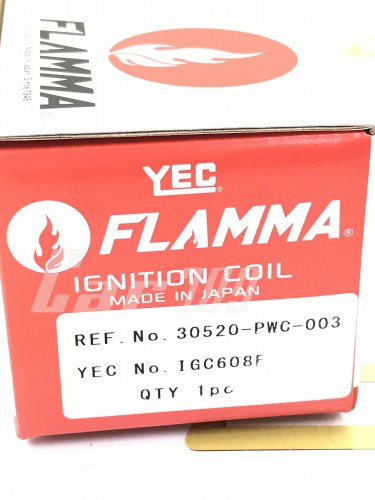 FLAMMA
YEC
FLAMMA
IGNITION COIL
MADE IN JAPAN
REF. No. 30520-PWC-003
YEC No. IGC608F
QTY 1pc